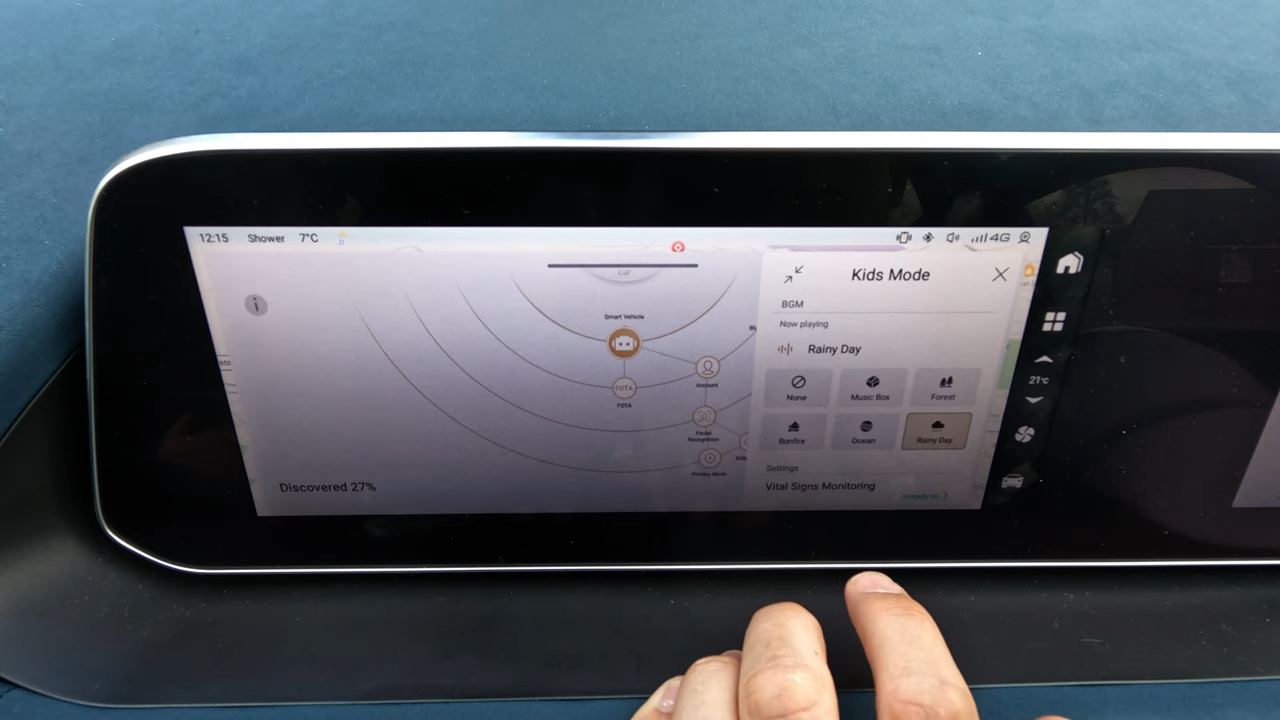 12:15 Shower 7°C
4G
car
Kids Mode
BGM
Now playing
Rainy Day
None
Music Box
Forest
Bonfire
Ocean
Rainy Day
Settings
Vital Signs Monitoring
Already on
Smart Vehicle
FOTA
FOTA
Account
Facial
Recognition
Privacy Mode
Discovered 27%
21°C